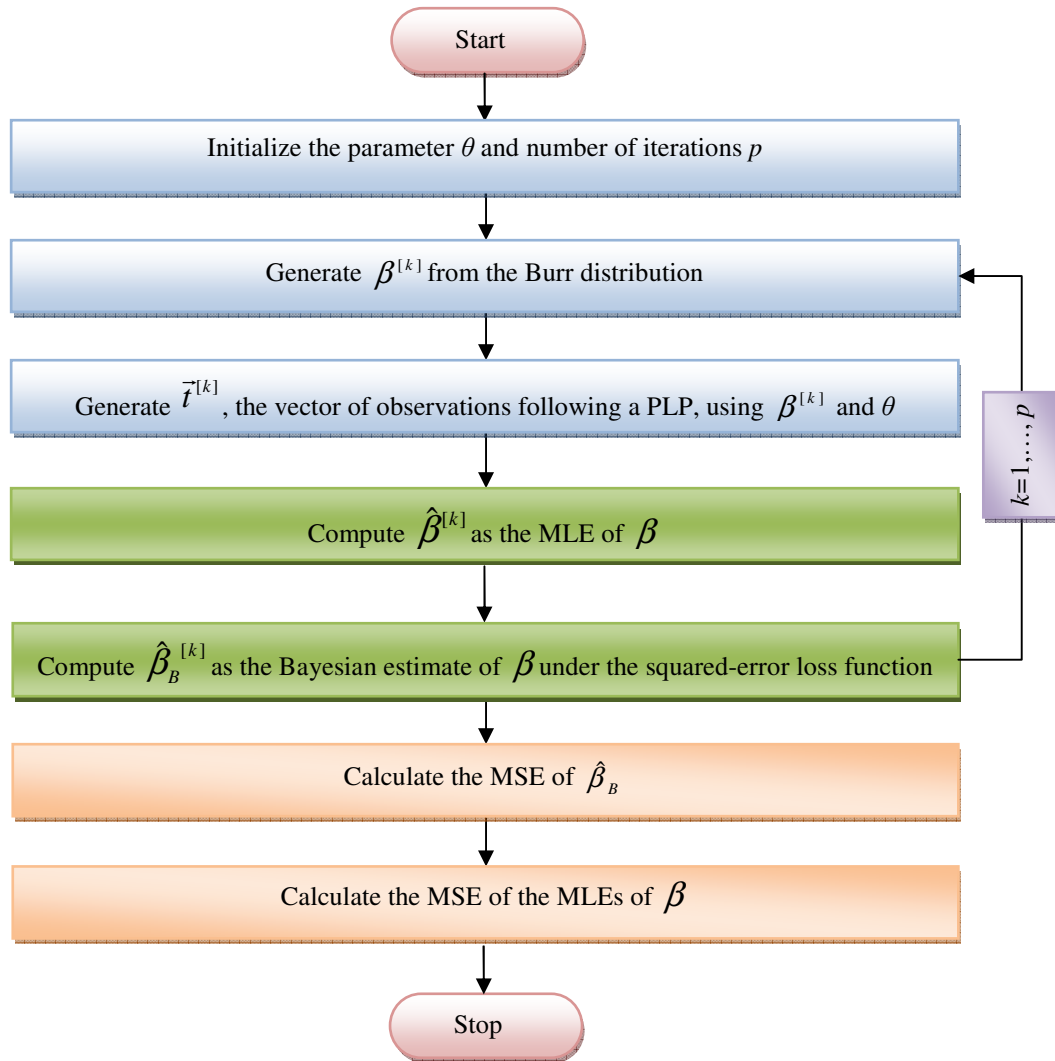 Start
Initialize the parameter θ and number of iterations p
Generate β^[k] from the Burr distribution
Generate t⃗^[k], the vector of observations following a PLP, using β^[k] and θ
k=1,…, p
Compute β̂^[k] as the MLE of β
Compute β̂_B^[k] as the Bayesian estimate of β under the squared-error loss function
Calculate the MSE of β̂_B
Calculate the MSE of the MLEs of β
Stop